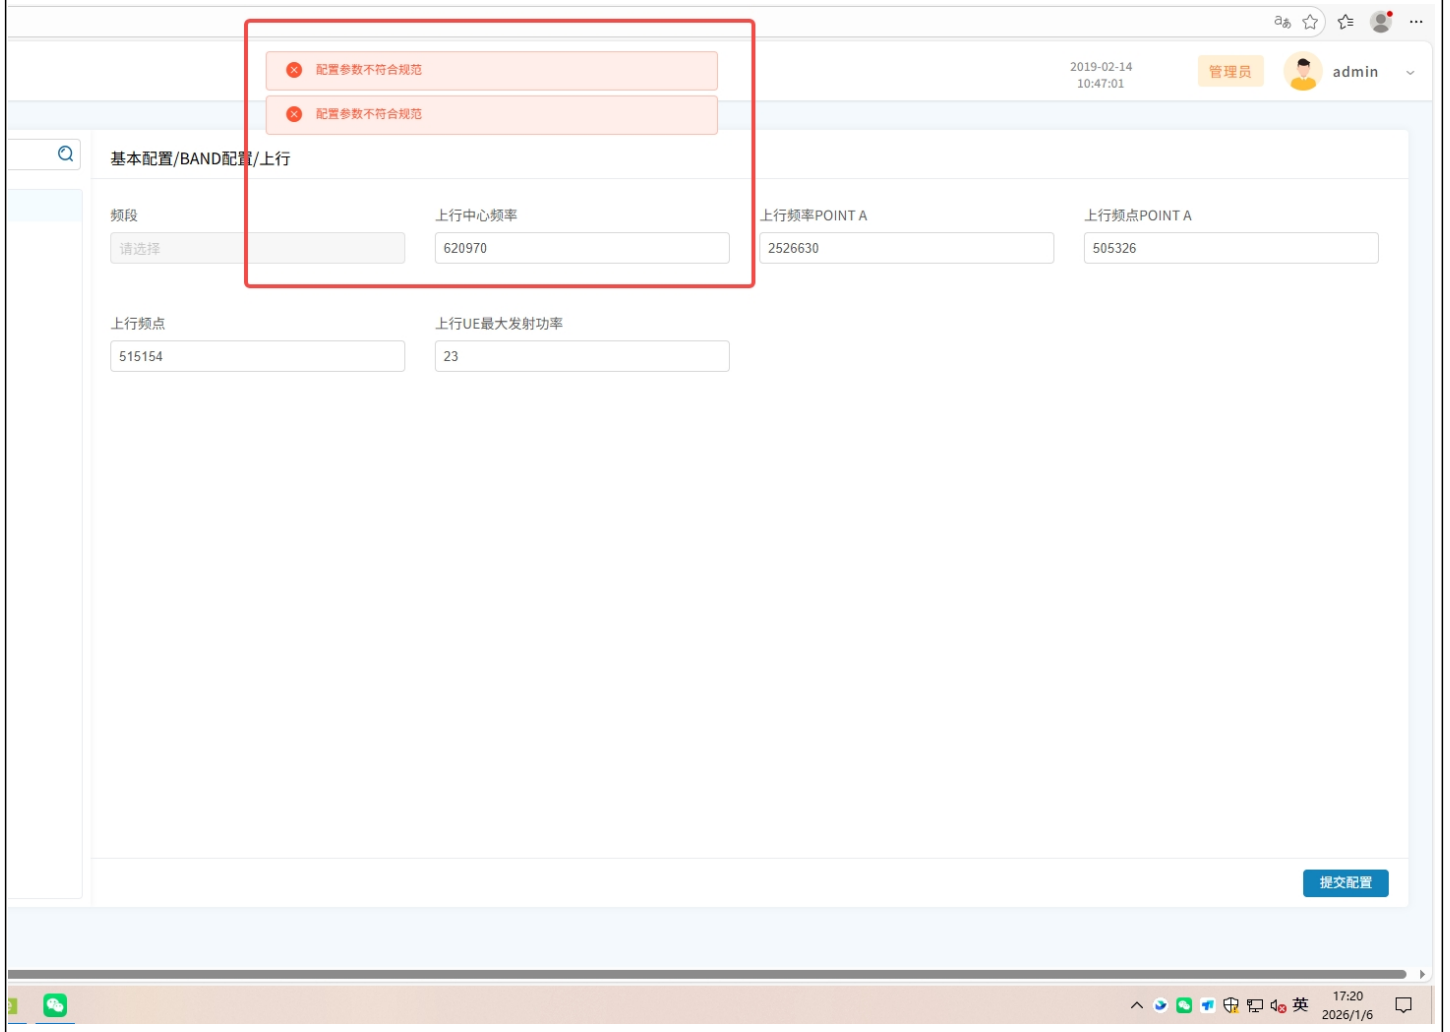 配置参数不符合规范
配置参数不符合规范
2019-02-14
10:47:01
管理员
admin
基本配置/BAND配置/上行
频段
上行中心频率
上行频率POINT A
上行频点POINT A
请选择
620970
2526630
505326
上行频点
上行UE最大发射功率
515154
23
提交配置
英
17:20
2026/1/6